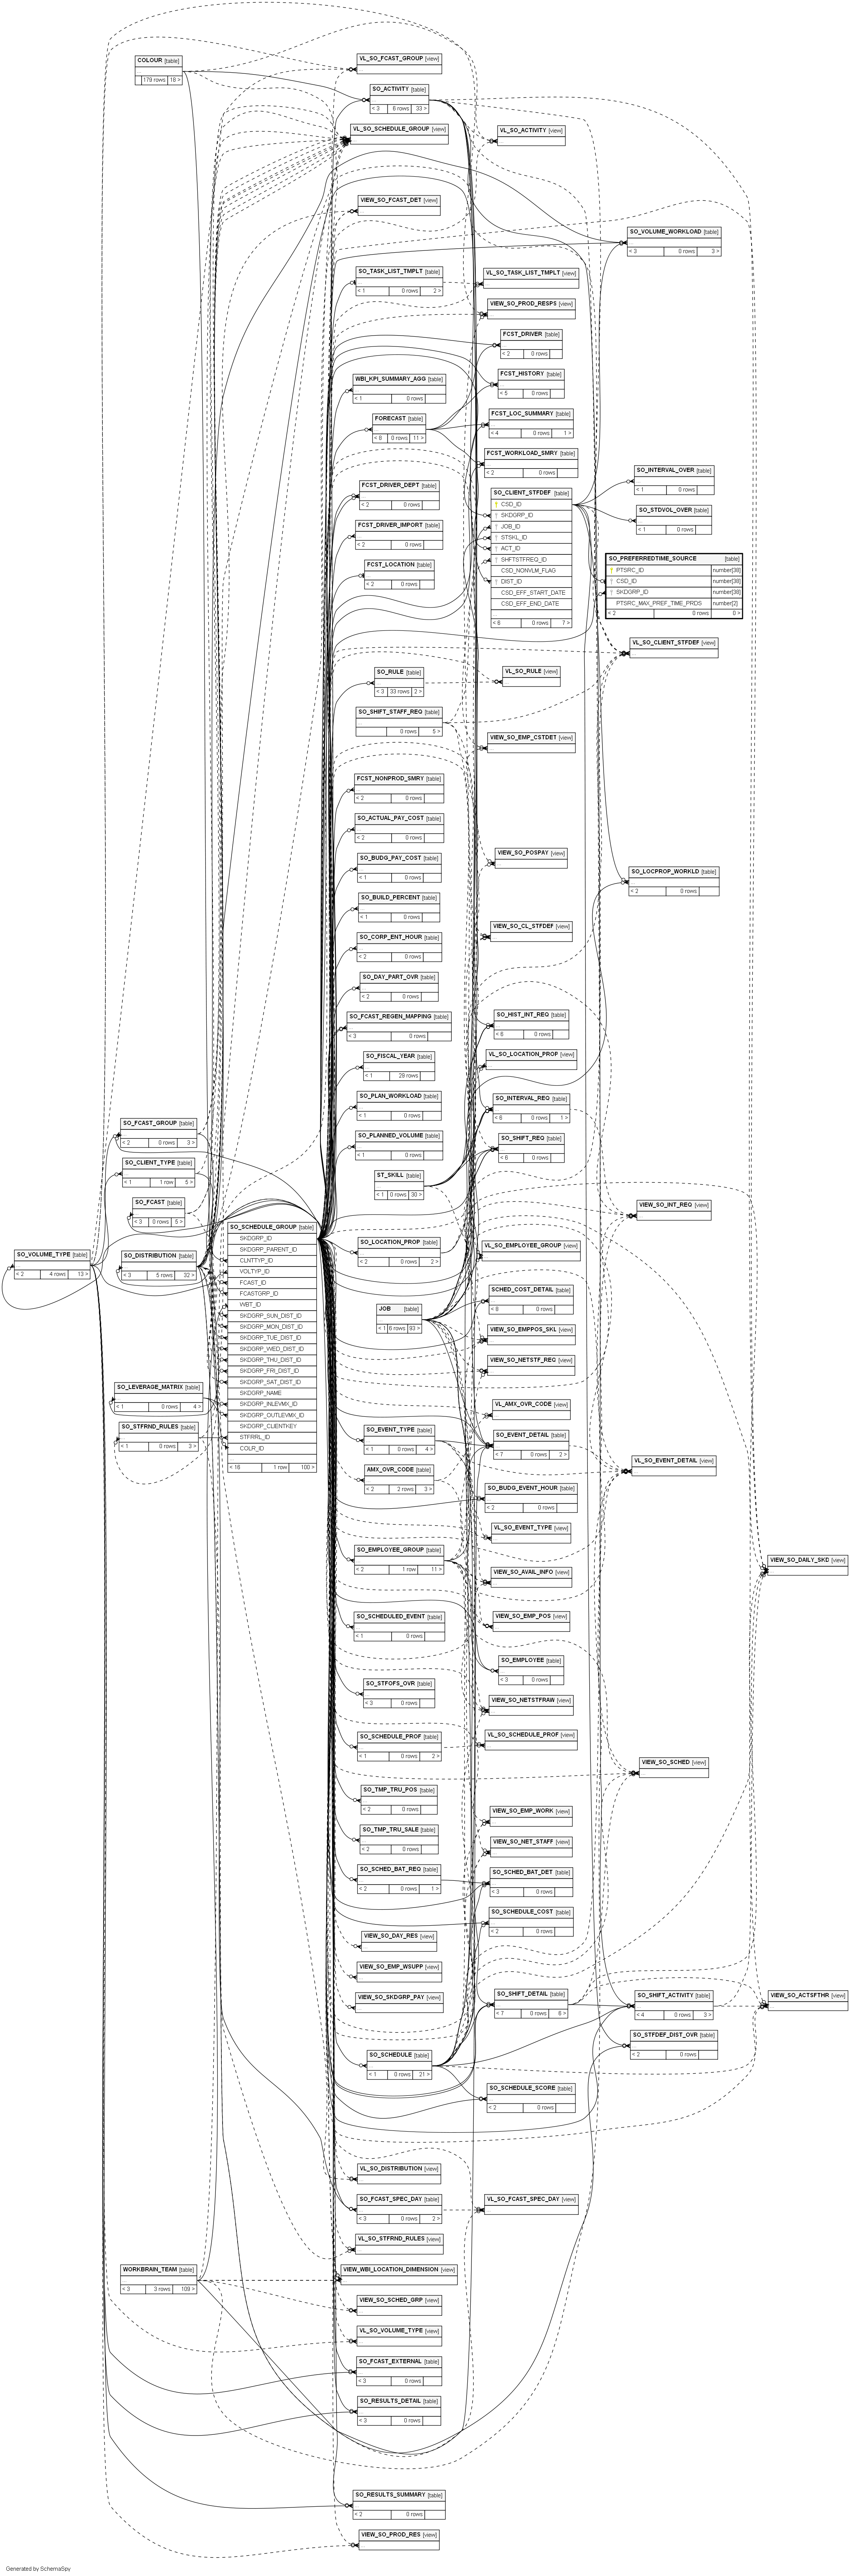 VL_SO_FCAST_GROUP [view]
COLOUR [table]
179 rows 18 >
SO_ACTIVITY [table]
< 3 6 rows 33 >
VL_SO_SCHEDULE_GROUP [view]
VL_SO_ACTIVITY [view]
VIEW_SO_FCAST_DET [view]
SO_VOLUME_WORKLOAD [table]
< 3 0 rows 3 >
SO_TASK_LIST_TMPLT [table]
< 1 0 rows 2 >
VL_SO_TASK_LIST_TMPLT [view]
VIEW_SO_PROD_RESPS [view]
FCST_DRIVER [table]
< 2 0 rows
WBI_KPI_SUMMARY_AGG [table]
< 1 0 rows
FCST_HISTORY [table]
< 5 0 rows
FORECAST [table]
< 8 0 rows 11 >
FCST_LOC_SUMMARY [table]
< 4 0 rows 1 >
FCST_WORKLOAD_SMRY [table]
< 2 0 rows
FCST_DRIVER_DEPT [table]
< 2 0 rows
FCST_DRIVER_IMPORT [table]
< 2 0 rows
FCST_LOCATION [table]
< 2 0 rows
SO_CLIENT_STFDEF [table]
CSD_ID
SKDGRP_ID
JOB_ID
STSKL_ID
ACT_ID
SHFTSTFREQ_ID
CSD_NONVLM_FLAG
DIST_ID
CSD_EFF_START_DATE
CSD_EFF_END_DATE
< 6 0 rows 7 >
SO_INTERVAL_OVER [table]
< 1 0 rows
SO_STDVOL_OVER [table]
< 1 0 rows
SO_PREFERREDTIME_SOURCE [table]
PTSRC_ID number[38]
CSD_ID number[38]
SKDGRP_ID number[38]
PTSRC_MAX_PREF_TIME_PRDS number[2]
< 2 0 rows 0 >
VL_SO_CLIENT_STFDEF [view]
SO_RULE [table]
< 3 33 rows 2 >
VL_SO_RULE [view]
SO_SHIFT_STAFF_REQ [table]
0 rows 5 >
VIEW_SO_EMP_CSTDET [view]
FCST_NONPROD_SMRY [table]
< 2 0 rows
SO_ACTUAL_PAY_COST [table]
< 2 0 rows
SO_BUDG_PAY_COST [table]
< 1 0 rows
VIEW_SO_POSPAY [view]
SO_LOCPROP_WORKLD [table]
< 2 0 rows
SO_BUILD_PERCENT [table]
< 1 0 rows
VIEW_SO_CL_STFDEF [view]
SO_CORP_ENT_HOUR [table]
< 2 0 rows
SO_DAY_PART_OVR [table]
< 2 0 rows
SO_FCAST_REGEN_MAPPING [table]
< 3 0 rows
SO_HIST_INT_REQ [table]
< 6 0 rows
SO_FISCAL_YEAR [table]
< 1 29 rows
VL_SO_LOCATION_PROP [view]
SO_PLAN_WORKLOAD [table]
< 1 0 rows
SO_INTERVAL_REQ [table]
< 6 0 rows 1 >
SO_PLANNED_VOLUME [table]
< 1 0 rows
SO_SHIFT_REQ [table]
< 6 0 rows
ST_SKILL [table]
< 1 0 rows 30 >
SO_FCAST_GROUP [table]
< 2 0 rows 3 >
SO_CLIENT_TYPE [table]
< 1 1 row 5 >
SO_FCAST [table]
< 3 0 rows 5 >
SO_VOLUME_TYPE [table]
< 2 4 rows 13 >
SO_DISTRIBUTION [table]
< 3 5 rows 32 >
SO_SCHEDULE_GROUP [table]
SKDGRP_ID
SKDGRP_PARENT_ID
CLNTTYP_ID
VOLTYP_ID
FCAST_ID
FCASTGRP_ID
WBT_ID
SKDGRP_SUN_DIST_ID
SKDGRP_MON_DIST_ID
SKDGRP_TUE_DIST_ID
SKDGRP_WED_DIST_ID
SKDGRP_THU_DIST_ID
SKDGRP_FRI_DIST_ID
SKDGRP_SAT_DIST_ID
SKDGRP_NAME
SKDGRP_INLEVMX_ID
SKDGRP_OUTLEVMX_ID
SKDGRP_CLIENTKEY
STFRRL_ID
COLR_ID
< 16 1 row 100 >
SO_LEVERAGE_MATRIX [table]
< 1 0 rows 4 >
SO_STFRND_RULES [table]
< 1 0 rows 3 >
VIEW_SO_INT_REQ [view]
SO_LOCATION_PROP [table]
< 2 0 rows 2 >
VL_SO_EMPLOYEE_GROUP [view]
SCHED_COST_DETAIL [table]
< 8 0 rows
JOB [table]
< 1 6 rows 93 >
VIEW_SO_EMPPOS_SKL [view]
VIEW_SO_NETSTF_REQ [view]
VL_AMX_OVR_CODE [view]
SO_EVENT_TYPE [table]
< 1 0 rows 4 >
SO_EVENT_DETAIL [table]
< 7 0 rows 2 >
VL_SO_EVENT_DETAIL [view]
AMX_OVR_CODE [table]
< 2 2 rows 3 >
SO_BUDG_EVENT_HOUR [table]
< 2 0 rows
VL_SO_EVENT_TYPE [view]
SO_EMPLOYEE_GROUP [table]
< 2 1 row 11 >
VIEW_SO_AVAIL_INFO [view]
VIEW_SO_DAILY_SKD [view]
SO_SCHEDULED_EVENT [table]
< 1 0 rows
VIEW_SO_EMP_POS [view]
SO_EMPLOYEE [table]
< 3 0 rows
SO_STFOFS_OVR [table]
< 3 0 rows
VIEW_SO_NETSTFRAW [view]
SO_SCHEDULE_PROF [table]
< 1 0 rows 2 >
VL_SO_SCHEDULE_PROF [view]
VIEW_SO_SCHED [view]
SO_TMP_TRU_POS [table]
< 2 0 rows
VIEW_SO_EMP_WORK [view]
SO_TMP_TRU_SALE [table]
< 2 0 rows
VIEW_SO_NET_STAFF [view]
SO_SCHED_BAT_REQ [table]
< 2 0 rows 1 >
SO_SCHED_BAT_DET [table]
< 3 0 rows
SO_SCHEDULE_COST [table]
< 2 0 rows
VIEW_SO_DAY_RES [view]
VIEW_SO_EMP_WSUPP [view]
VIEW_SO_SKDGRP_PAY [view]
SO_SHIFT_DETAIL [table]
< 7 0 rows 6 >
SO_SHIFT_ACTIVITY [table]
< 4 0 rows 3 >
VIEW_SO_ACTSFTHR [view]
SO_STFDEF_DIST_OVR [table]
< 2 0 rows
SO_SCHEDULE [table]
< 1 0 rows 21 >
SO_SCHEDULE_SCORE [table]
< 2 0 rows
VL_SO_DISTRIBUTION [view]
SO_FCAST_SPEC_DAY [table]
< 3 0 rows 2 >
VL_SO_FCAST_SPEC_DAY [view]
VL_SO_STFRND_RULES [view]
WORKBRAIN_TEAM [table]
< 3 3 rows 109 >
VIEW_WBI_LOCATION_DIMENSION [view]
VIEW_SO_SCHED_GRP [view]
VL_SO_VOLUME_TYPE [view]
SO_FCAST_EXTERNAL [table]
< 3 0 rows
SO_RESULTS_DETAIL [table]
< 3 0 rows
SO_RESULTS_SUMMARY [table]
< 2 0 rows
VIEW_SO_PROD_RES [view]
Generated by SchemaSpy